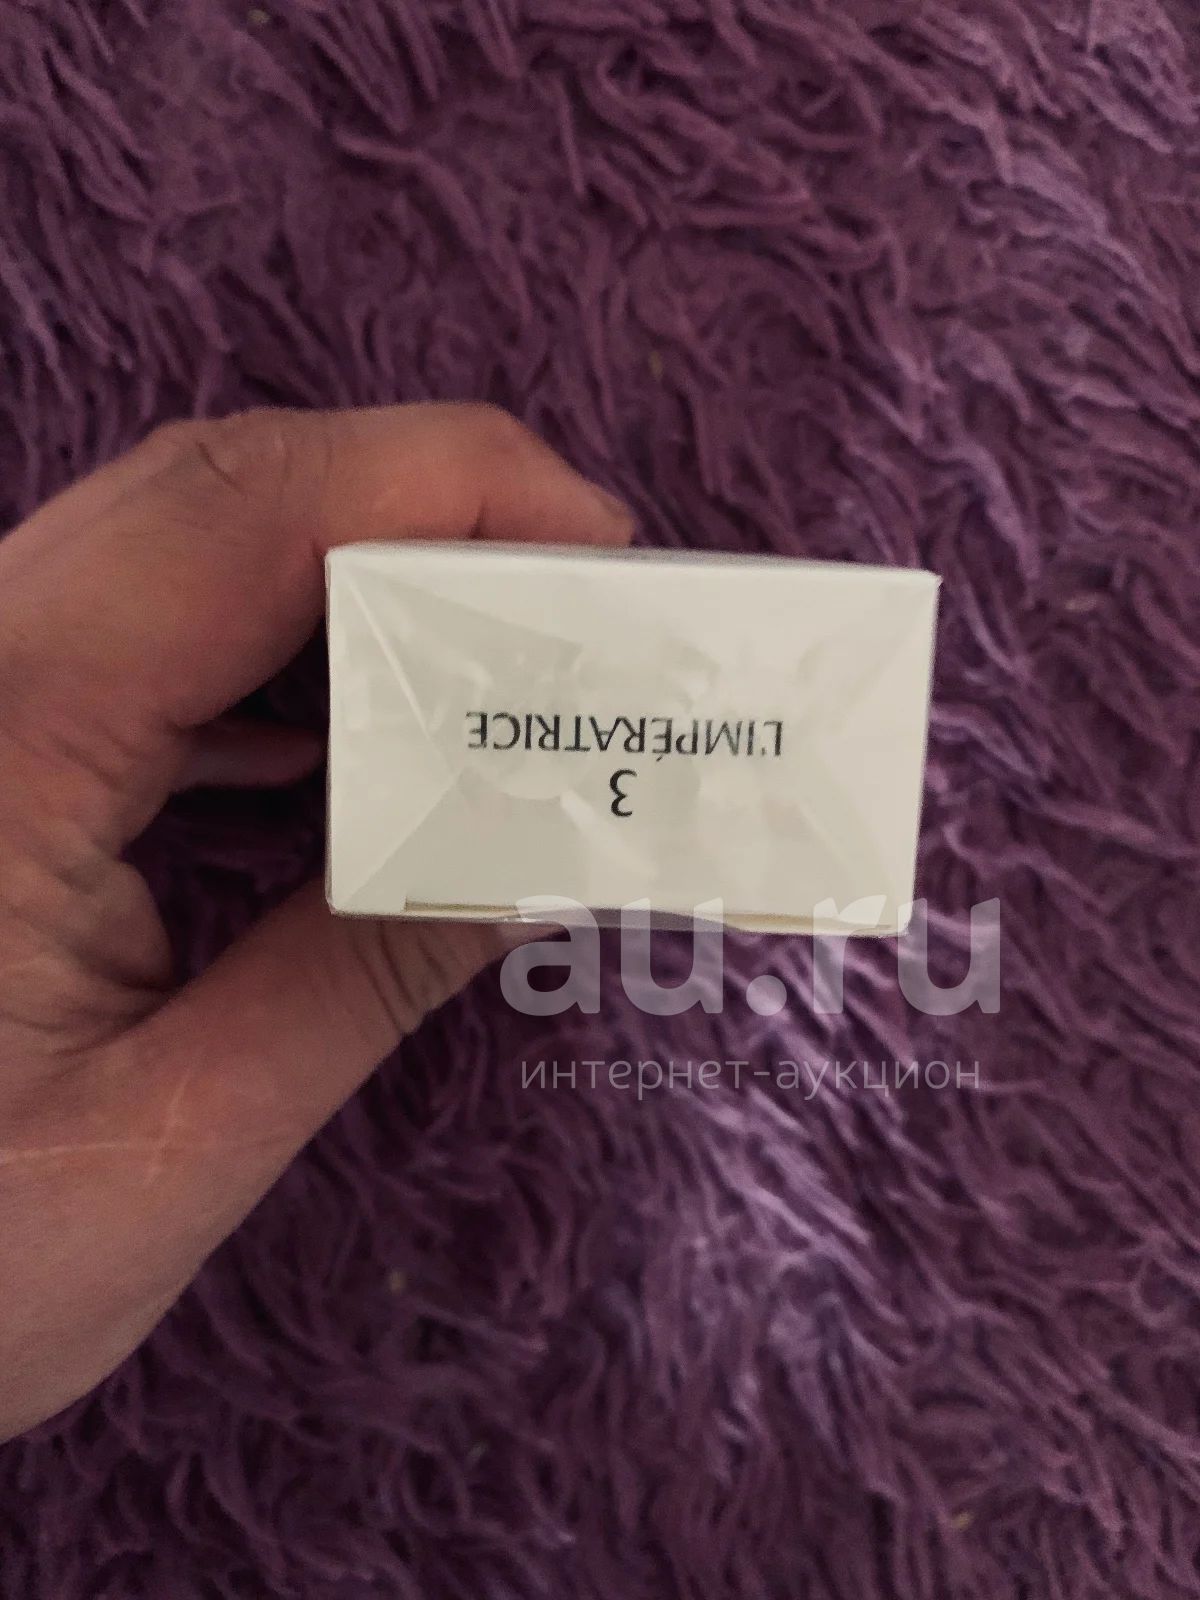 3
L'IMPÉRATRICE
au.ru
интернет-аукцион